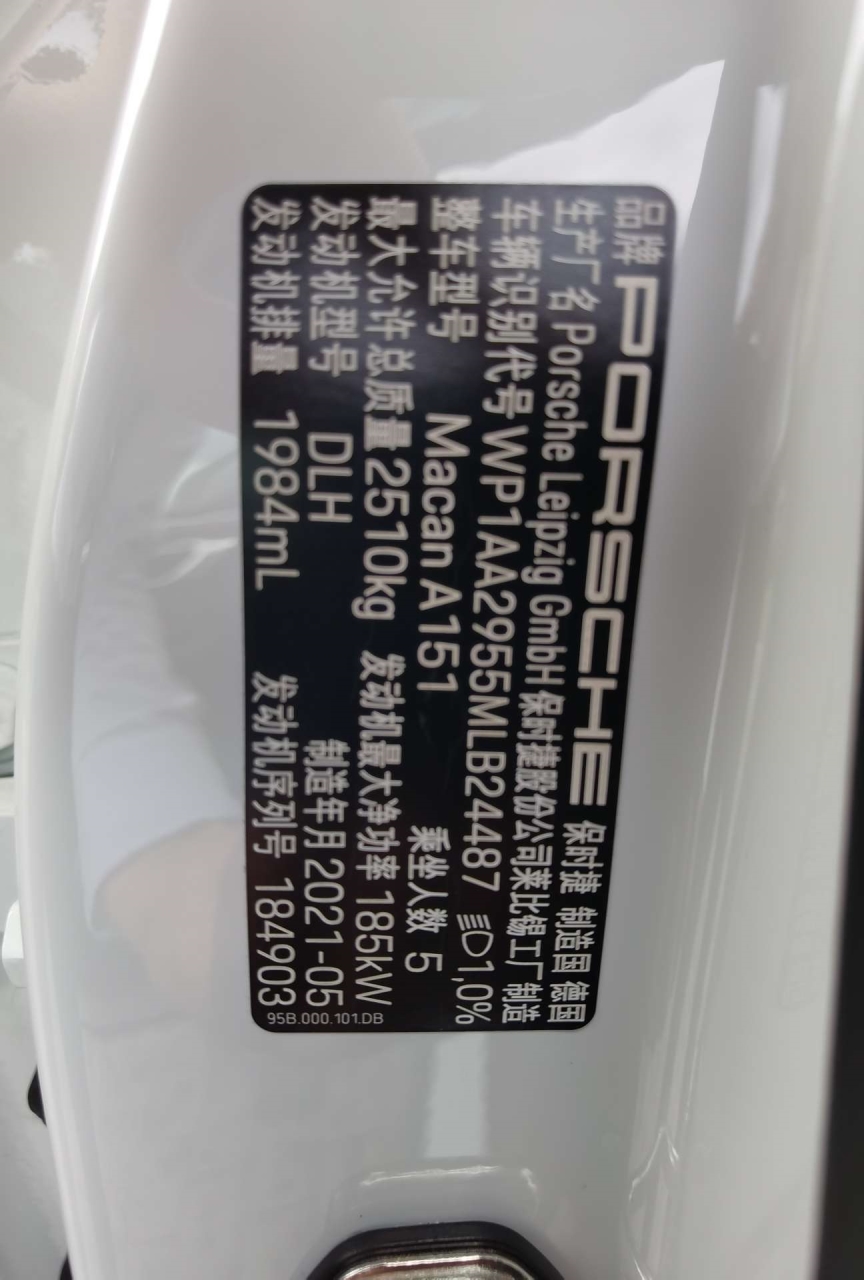 品牌 PORSCHE 保时捷 制造国 德国
生产厂名 Porsche Leipzig GmbH 保时捷股份公司莱比锡工厂制造
车辆识别代号 WP1AA2955MLB24487 1,0%
整车型号 Macan A151 乘坐人数 5
最大允许总质量 2510kg 发动机最大净功率 185kW
发动机型号 DLH 制造年月 2021-05
发动机排量 1984mL 发动机序列号 184903
95B.000.101.DB